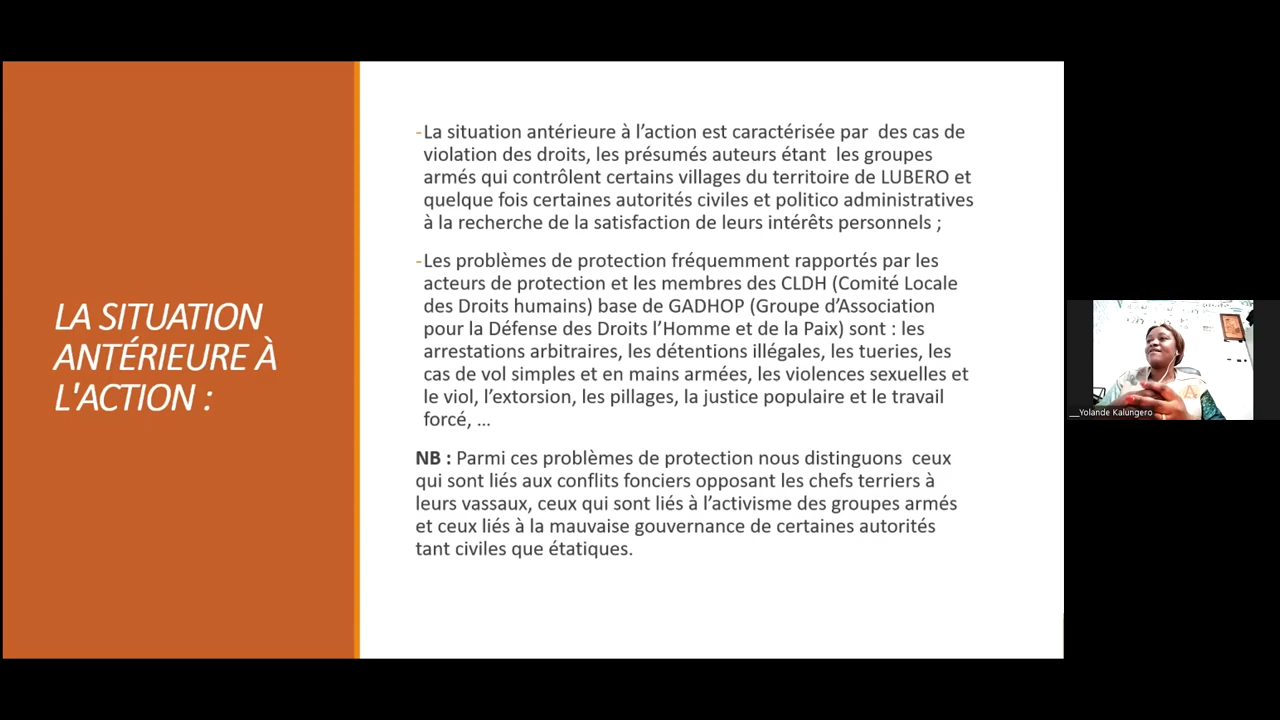 LA SITUATION
ANTÉRIEURE À
L'ACTION :
-La situation antérieure à l’action est caractérisée par des cas de
violation des droits, les présumés auteurs étant les groupes
armés qui contrôlent certains villages du territoire de LUBERO et
quelque fois certaines autorités civiles et politico administratives
à la recherche de la satisfaction de leurs intérêts personnels ;
-Les problèmes de protection fréquemment rapportés par les
acteurs de protection et les membres des CLDH (Comité Locale
des Droits humains) base de GADHOP (Groupe d’Association
pour la Défense des Droits l’Homme et de la Paix) sont : les
arrestations arbitraires, les détentions illégales, les tueries, les
cas de vol simples et en mains armées, les violences sexuelles et
le viol, l’extorsion, les pillages, la justice populaire et le travail
forcé, ...
NB : Parmi ces problèmes de protection nous distinguons ceux
qui sont liés aux conflits fonciers opposant les chefs terriers à
leurs vassaux, ceux qui sont liés à l’activisme des groupes armés
et ceux liés à la mauvaise gouvernance de certaines autorités
tant civiles que étatiques.
__Yolande Kalungero